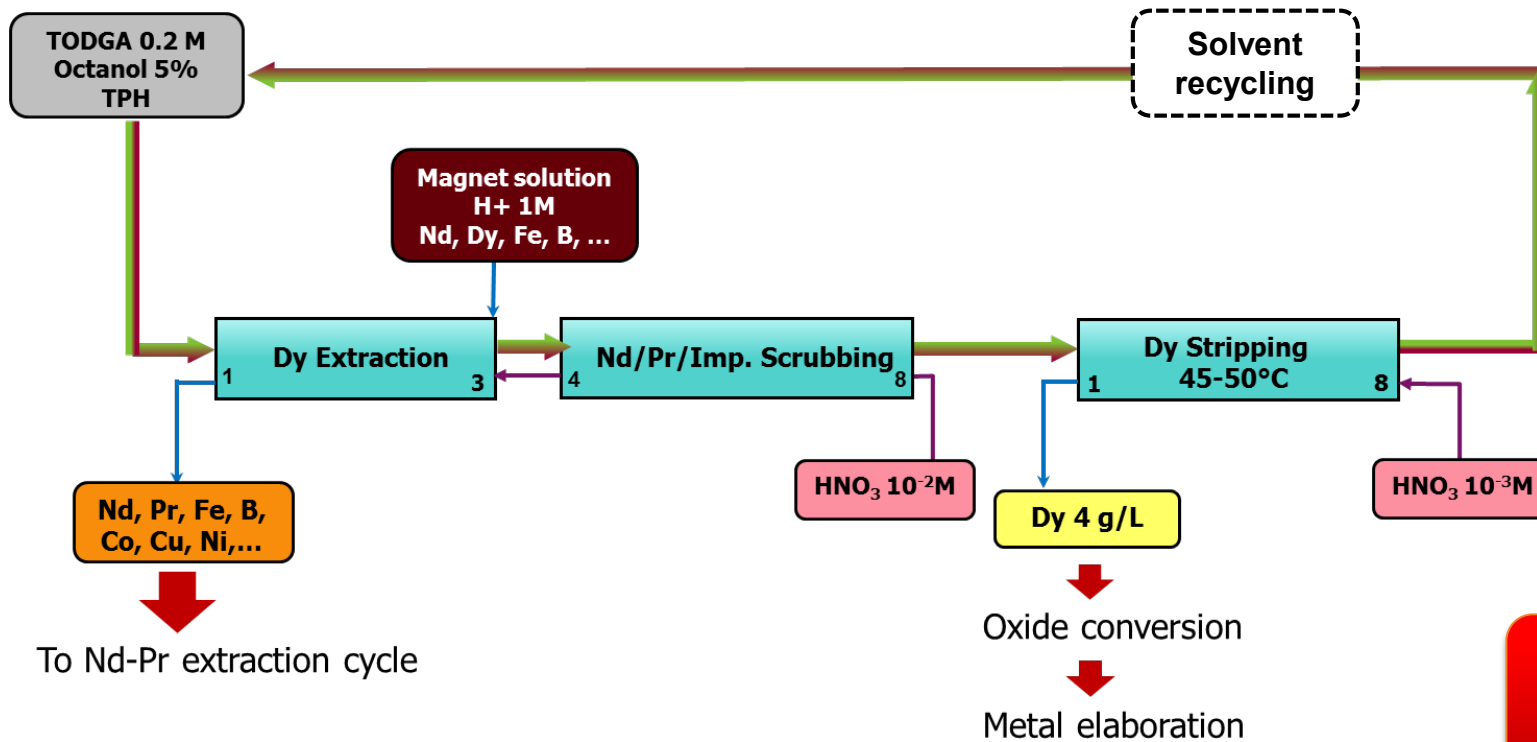 TODGA 0.2 M
Octanol 5%
TPH
Solvent
recycling
Magnet solution
H+ 1M
Nd, Dy, Fe, B, ...
Dy Extraction
1
3
Nd/Pr/Imp. Scrubbing
4
8
Dy Stripping
45-50°C
1
8
Nd, Pr, Fe, B,
Co, Cu, Ni,...
HNO₃ 10⁻²M
Dy 4 g/L
HNO₃ 10⁻³M
To Nd-Pr extraction cycle
Oxide conversion
Metal elaboration